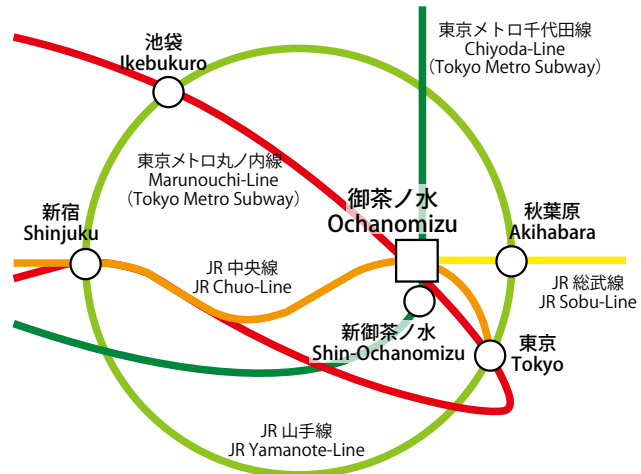 池袋
Ikebukuro
東京メトロ千代田線
Chiyoda-Line
（Tokyo Metro Subway）
東京メトロ丸ノ内線
Marunouchi-Line
（Tokyo Metro Subway）
御茶ノ水
Ochanomizu
新宿
Shinjuku
秋葉原
Akihabara
JR 中央線
JR Chuo-Line
JR 総武線
JR Sobu-Line
新御茶ノ水
Shin-Ochanomizu
東京
Tokyo
JR 山手線
JR Yamanote-Line